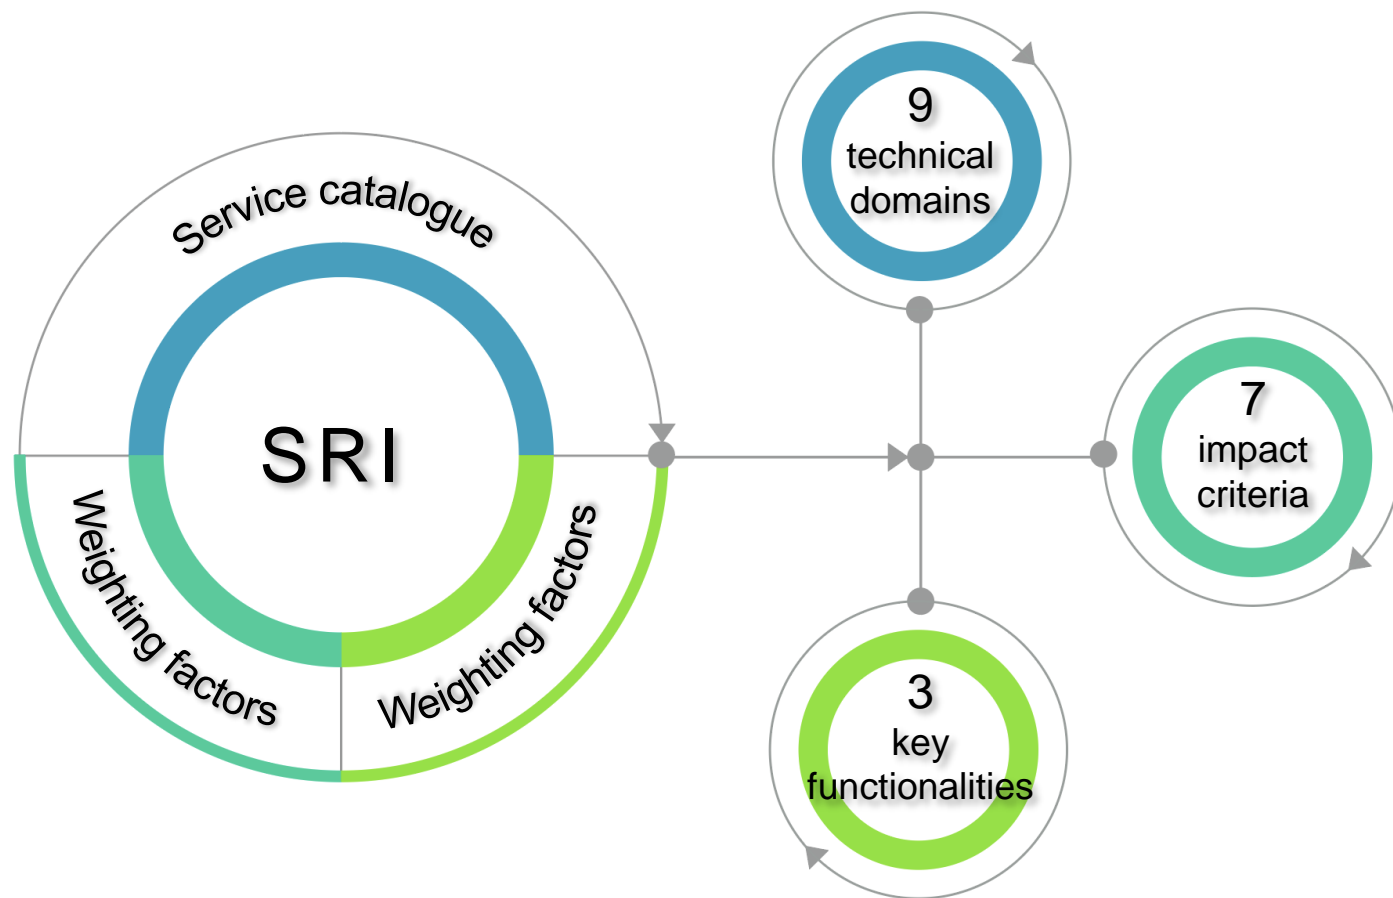 Service catalogue
SRI
Weighting factors
Weighting factors
9
technical
domains
7
impact
criteria
3
key
functionalities